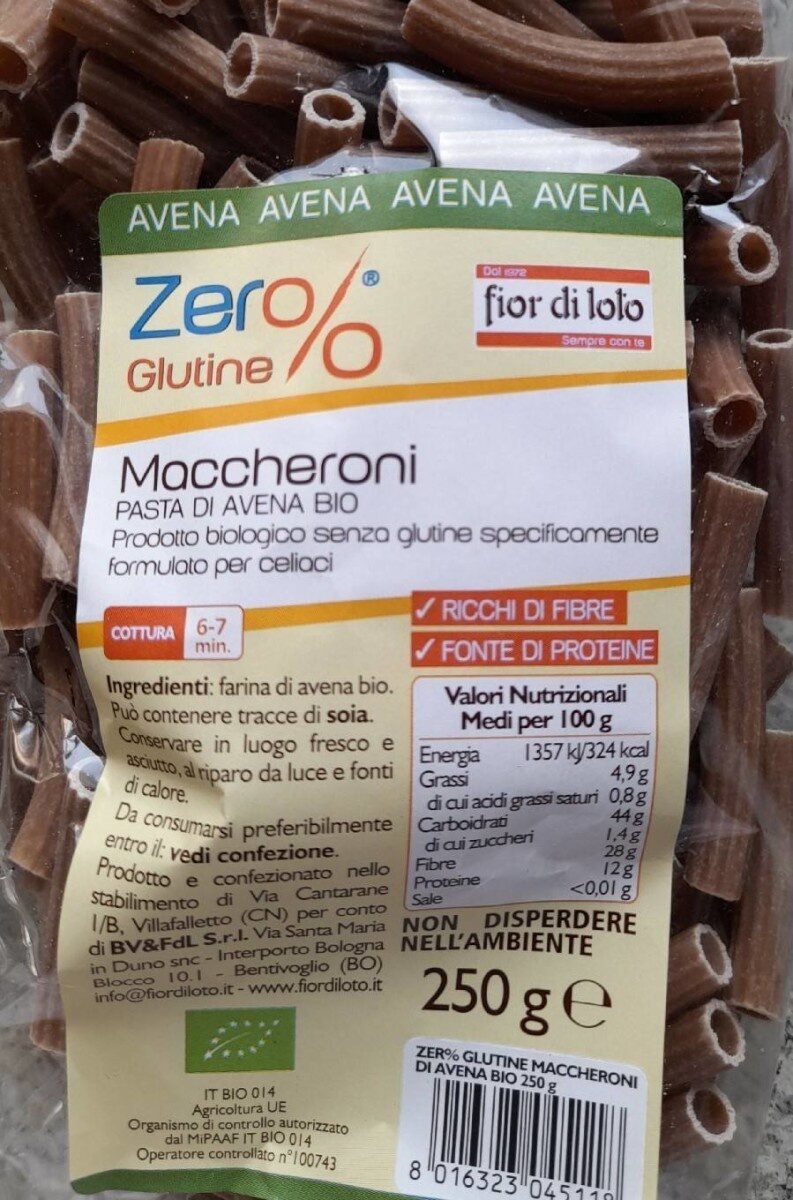 AVENA AVENA AVENA AVENA
Zero%®
Glutine
Dal 1972
fior di loto
Sempre con te
Maccheroni
PASTA DI AVENA BIO
Prodotto biologico senza glutine specificamente
formulato per celiaci
COTTURA 6-7 min.
✓ RICCHI DI FIBRE
✓ FONTE DI PROTEINE
Ingredienti: farina di avena bio.
Può contenere tracce di soia.
Conservare in luogo fresco e
asciutto, al riparo da luce e fonti
di calore.
Da consumarsi preferibilmente
entro il: vedi confezione.
Prodotto e confezionato nello
stabilimento di Via Cantarane
1/B, Villafalletto (CN) per conto
di BV&FdL S.r.l. Via Santa Maria
in Duno snc - Interporto Bologna
Blocco 10.1 - Bentivoglio (BO)
info@fiordiloto.it - www.fiordiloto.it
Valori Nutrizionali
Medi per 100 g
Energia 1357 kJ/324 kcal
Grassi 4,9 g
di cui acidi grassi saturi 0,8 g
Carboidrati 44 g
di cui zuccheri 1,4 g
Fibre 28 g
Proteine 12 g
Sale <0,01 g
NON DISPERDERE
NELL'AMBIENTE
250 g e
IT BIO 014
Agricoltura UE
Organismo di controllo autorizzato
dal MiPAAF IT BIO 014
Operatore controllato n°100743
ZER% GLUTINE MACCHERONI
DI AVENA BIO 250 g
8 016323 04511